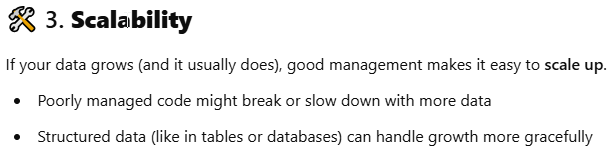 🛠 3. Scalability
If your data grows (and it usually does), good management makes it easy to scale up.
• Poorly managed code might break or slow down with more data
• Structured data (like in tables or databases) can handle growth more gracefully